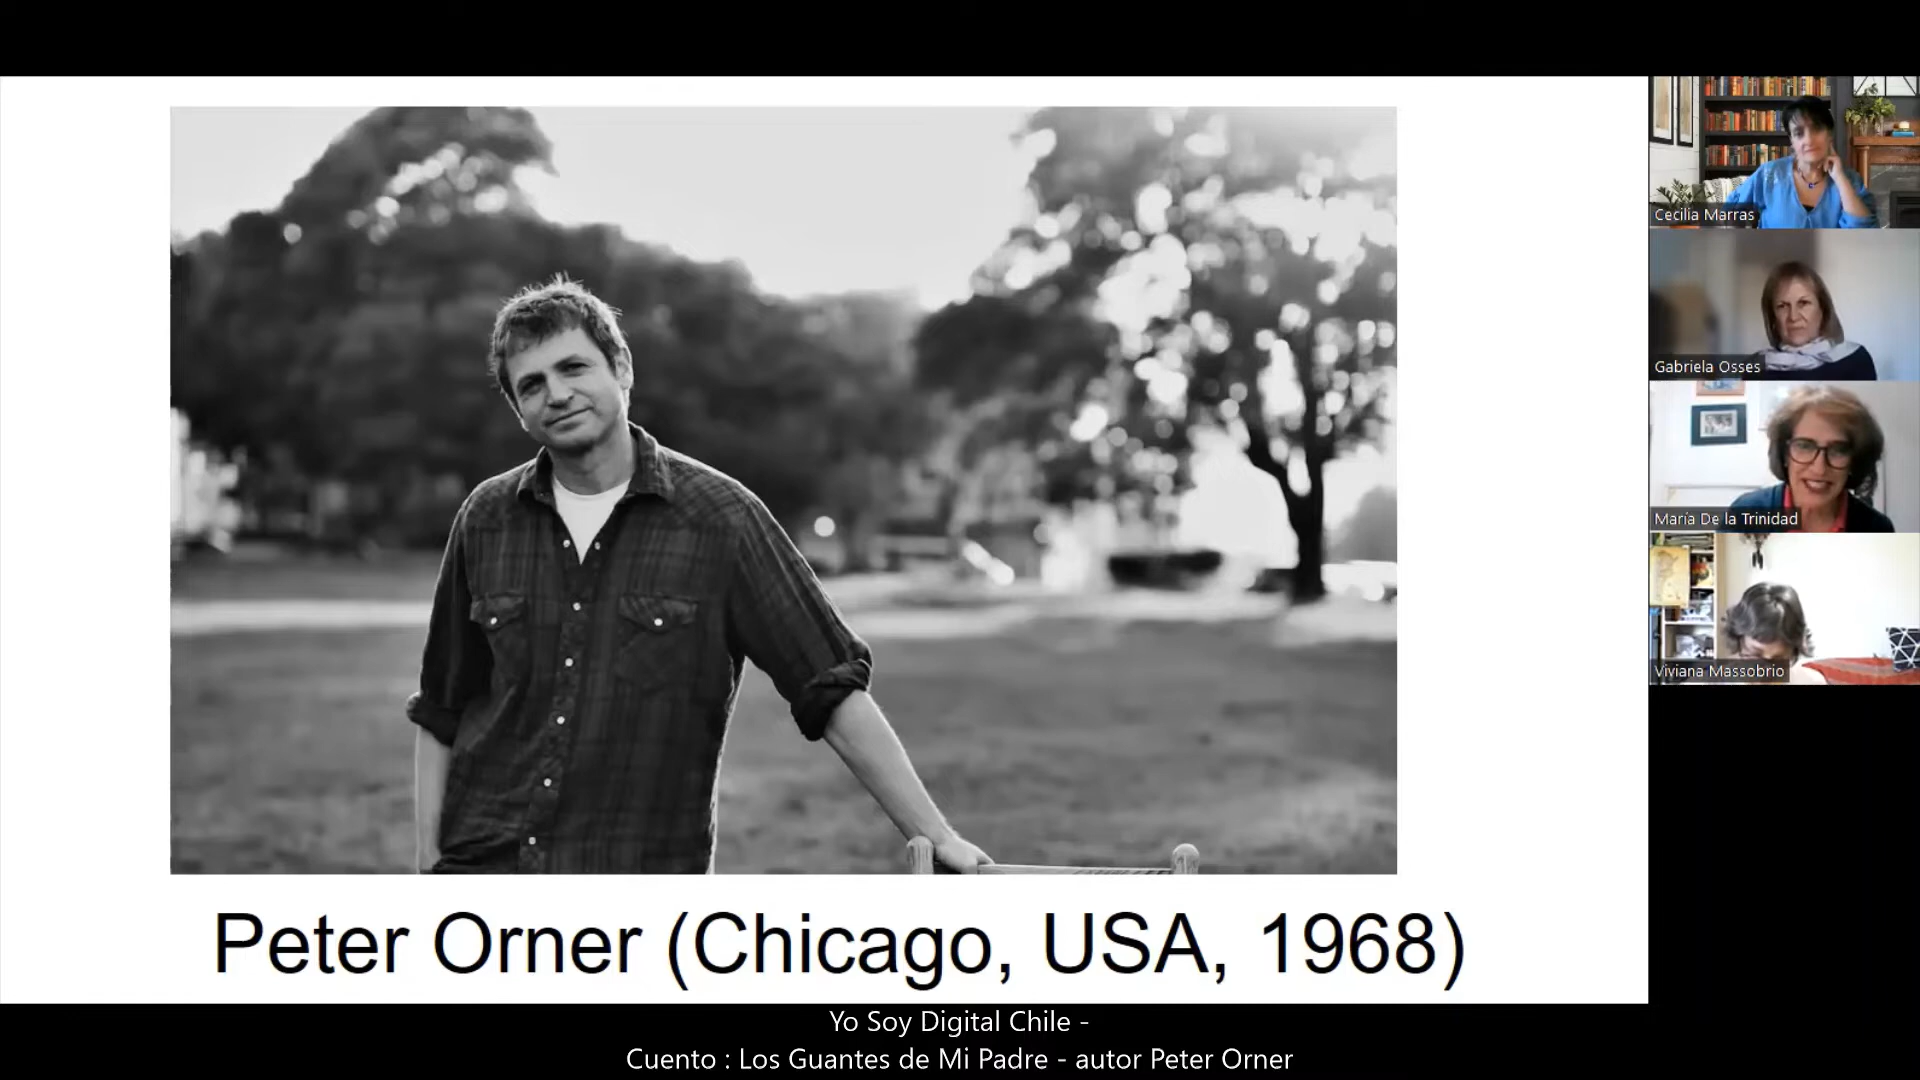 Cecilia Marras
Gabriela Osses
María De la Trinidad
Viviana Massobrio
Peter Orner (Chicago, USA, 1968)
Yo Soy Digital Chile -
Cuento : Los Guantes de Mi Padre - autor Peter Orner